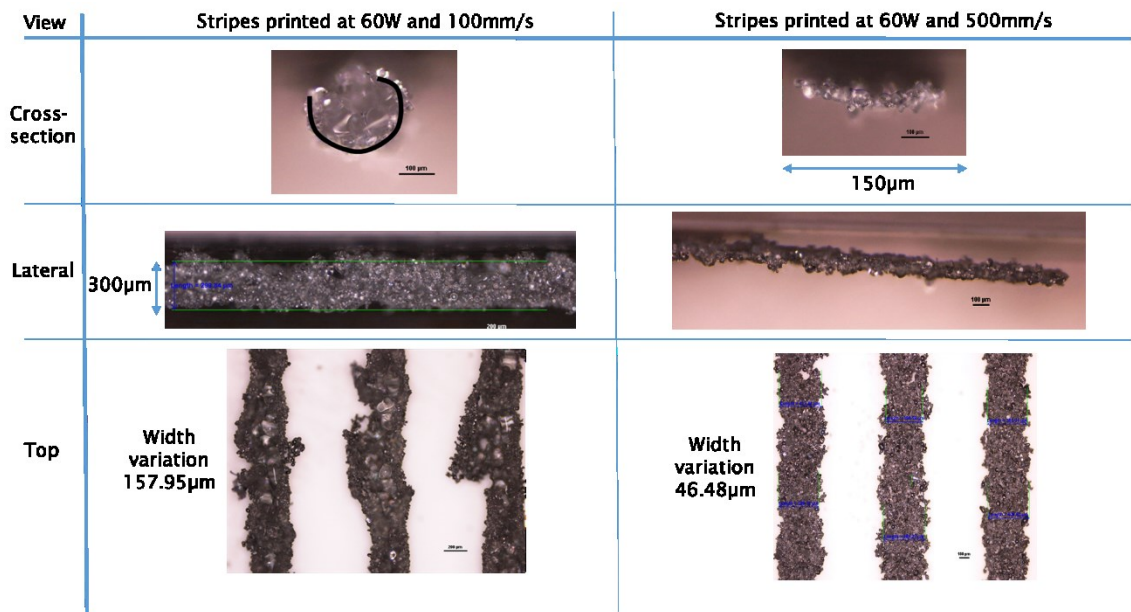 View
Stripes printed at 60W and 100mm/s
Stripes printed at 60W and 500mm/s
Cross-
section
100 µm
100 µm
150µm
Lateral
300µm
200 µm
100 µm
Top
Width
variation
157.95µm
200 µm
Width
variation
46.48µm
100 µm